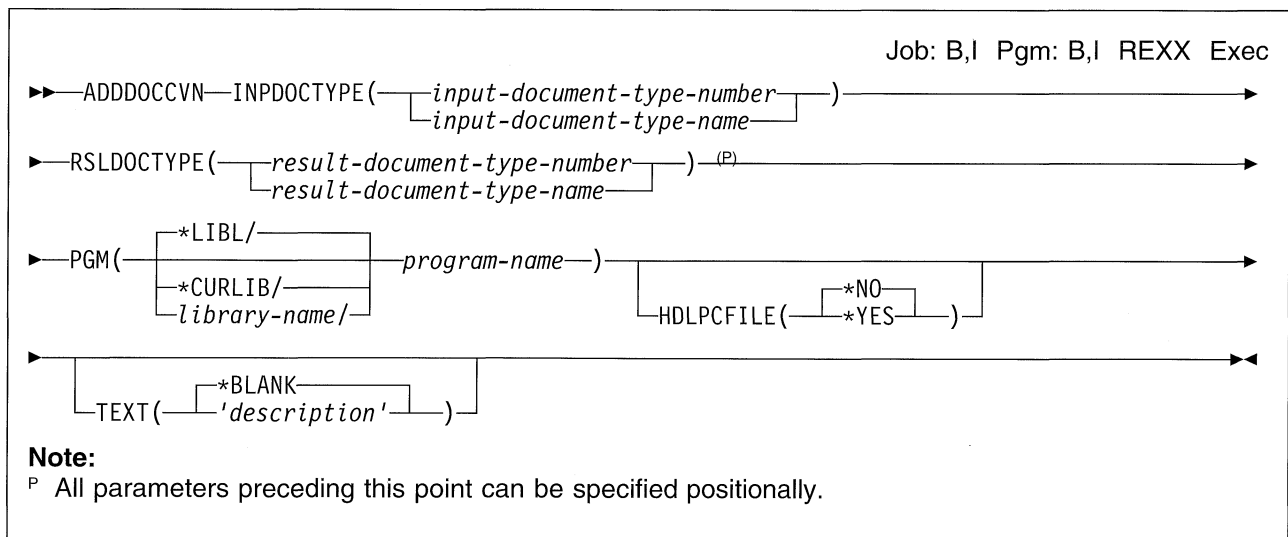 Job: B,I Pgm: B,I REXX Exec
ADDDOCCVN INPDOCTYPE( input-document-type-number )
input-document-type-name
RSLDOCTYPE( result-document-type-number ) (P)
result-document-type-name
*LIBL/
PGM( program-name )
*CURLIB/
library-name/
*NO
HDLPCFILE( *YES )
*BLANK
TEXT( 'description' )
Note:
P All parameters preceding this point can be specified positionally.